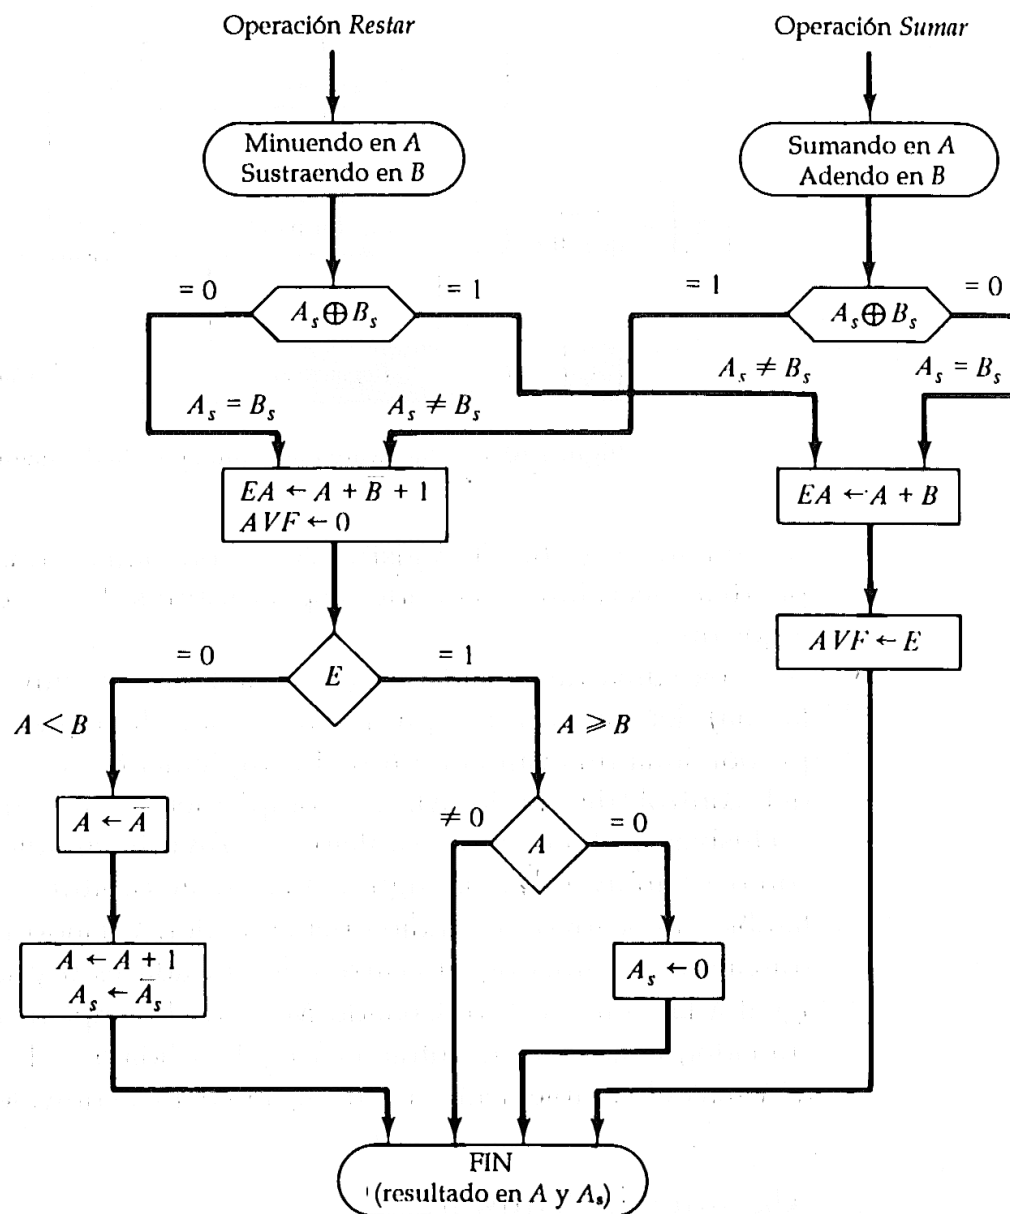 Operación Restar
Operación Sumar
Minuendo en A
Sustraendo en B
Sumando en A
Adendo en B
= 0
A_s ⊕ B_s
= 1
= 1
A_s ⊕ B_s
= 0
A_s = B_s
A_s ≠ B_s
A_s ≠ B_s
A_s = B_s
EA ← A + B̅ + 1
AVF ← 0
EA ← A + B
AVF ← E
= 0
E
= 1
A < B
A ⩾ B
A ← A̅
≠ 0
A
= 0
A ← A + 1
A_s ← A̅_s
A_s ← 0
FIN
(resultado en A y A_s)